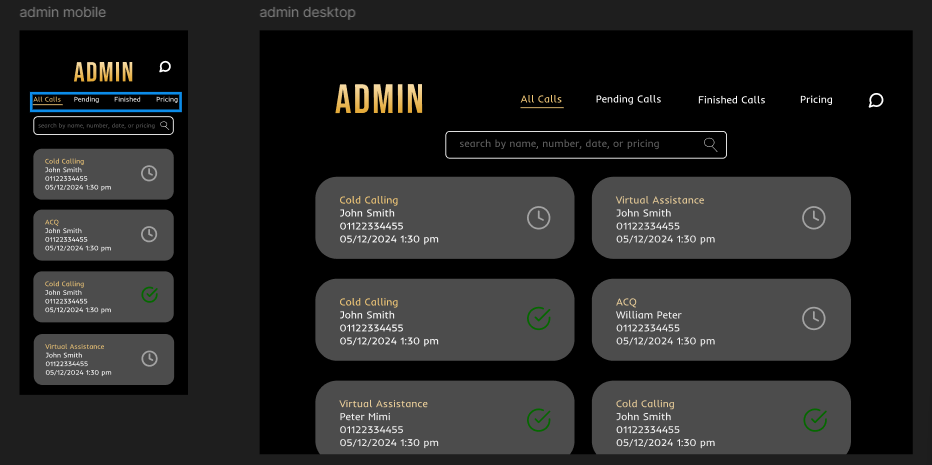 admin mobile
ADMIN
All Calls Pending Finished Pricing
search by name, number, date, or pricing
Cold Calling
John Smith
01122334455
05/12/2024 1:30 pm
ACQ
John Smith
01122334455
05/12/2024 1:30 pm
Cold Calling
John Smith
01122334455
05/12/2024 1:30 pm
Virtual Assistance
John Smith
01122334455
05/12/2024 1:30 pm
admin desktop
ADMIN
All Calls Pending Calls Finished Calls Pricing
search by name, number, date, or pricing
Cold Calling
John Smith
01122334455
05/12/2024 1:30 pm
Virtual Assistance
John Smith
01122334455
05/12/2024 1:30 pm
Cold Calling
John Smith
01122334455
05/12/2024 1:30 pm
ACQ
William Peter
01122334455
05/12/2024 1:30 pm
Virtual Assistance
Peter Mimi
01122334455
05/12/2024 1:30 pm
Cold Calling
John Smith
01122334455
05/12/2024 1:30 pm